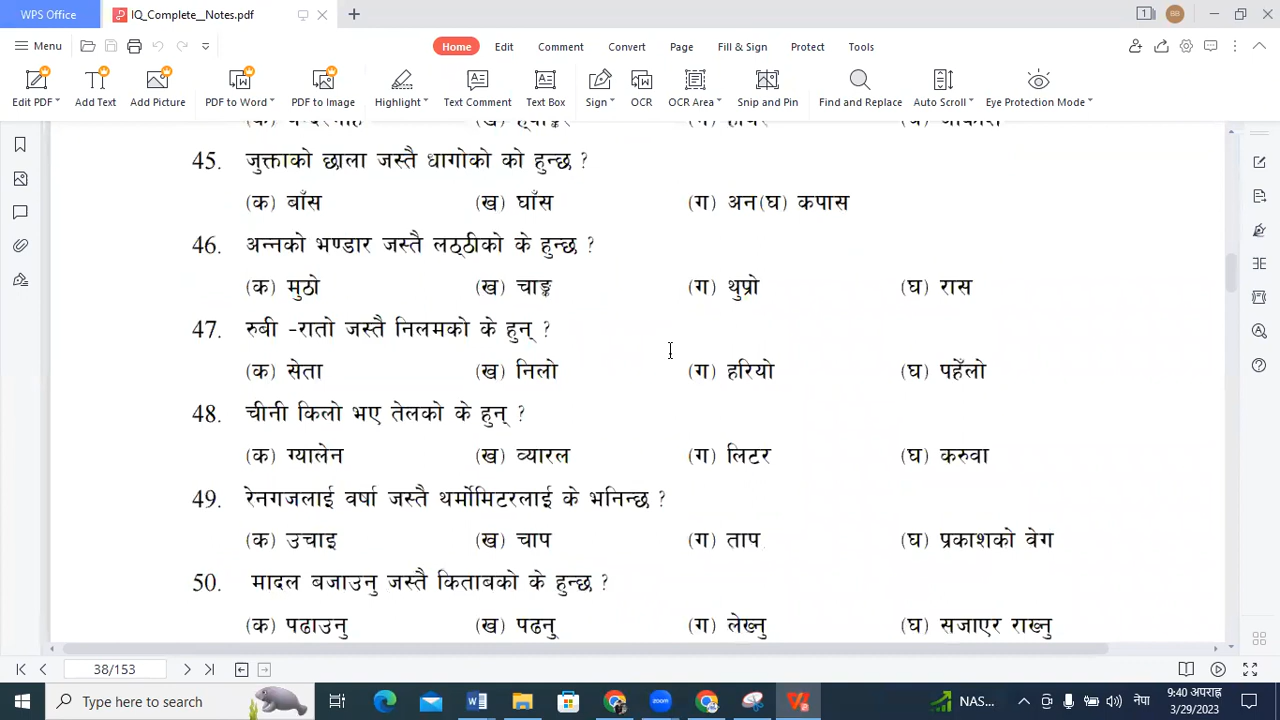 WPS Office IQ_Complete__Notes.pdf 1 BB
Menu Home Edit Comment Convert Page Fill & Sign Protect Tools
Edit PDF Add Text Add Picture PDF to Word PDF to Image Highlight Text Comment Text Box Sign OCR OCR Area Snip and Pin Find and Replace Auto Scroll Eye Protection Mode
45. जुक्ताको छाला जस्तै धागोको को हुन्छ ?
(क) बाँस (ख) घाँस (ग) अन(घ) कपास
46. अन्नको भण्डार जस्तै लठ्ठीको के हुन्छ ?
(क) मुठो (ख) चाङ्ग (ग) थुप्रो (घ) रास
47. रुबी -रातो जस्तै निलमको के हुन् ?
(क) सेता (ख) निलो (ग) हरियो (घ) पहेँलो
48. चीनी किलो भए तेलको के हुन् ?
(क) ग्यालेन (ख) व्यारल (ग) लिटर (घ) करुवा
49. रेनगजलाई वर्षा जस्तै थर्मोमिटरलाई के भनिन्छ ?
(क) उचाइ (ख) चाप (ग) ताप (घ) प्रकाशको वेग
50. मादल बजाउनु जस्तै किताबको के हुन्छ ?
(क) पढाउनु (ख) पढनु (ग) लेख्नु (घ) सजाएर राख्नु
38/153
Type here to search NAS... नेपा 9:40 अपराह्न
3/29/2023